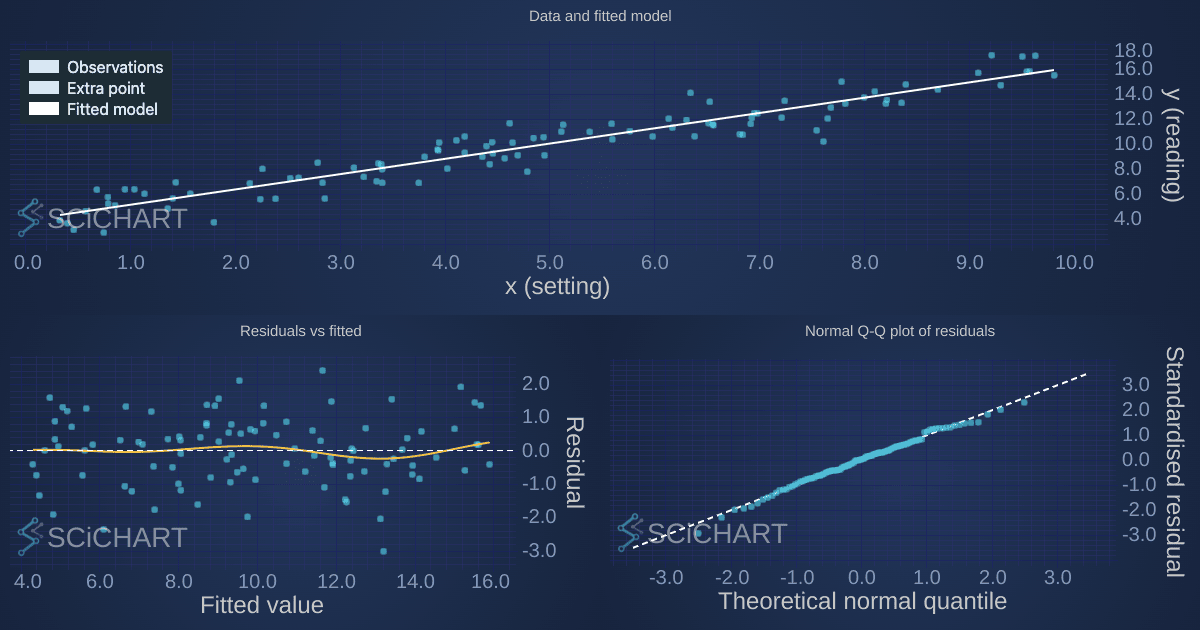 Data and fitted model
Observations
Extra point
Fitted model
18.0
16.0
14.0
12.0
10.0
8.0
6.0
4.0
y (reading)
SCiCHART
0.0 1.0 2.0 3.0 4.0 5.0 6.0 7.0 8.0 9.0 10.0
x (setting)
Residuals vs fitted
2.0
1.0
0.0
-1.0
-2.0
-3.0
Residual
SCiCHART
4.0 6.0 8.0 10.0 12.0 14.0 16.0
Fitted value
Normal Q-Q plot of residuals
3.0
2.0
1.0
0.0
-1.0
-2.0
-3.0
Standardised residual
SCiCHART
-3.0 -2.0 -1.0 0.0 1.0 2.0 3.0
Theoretical normal quantile